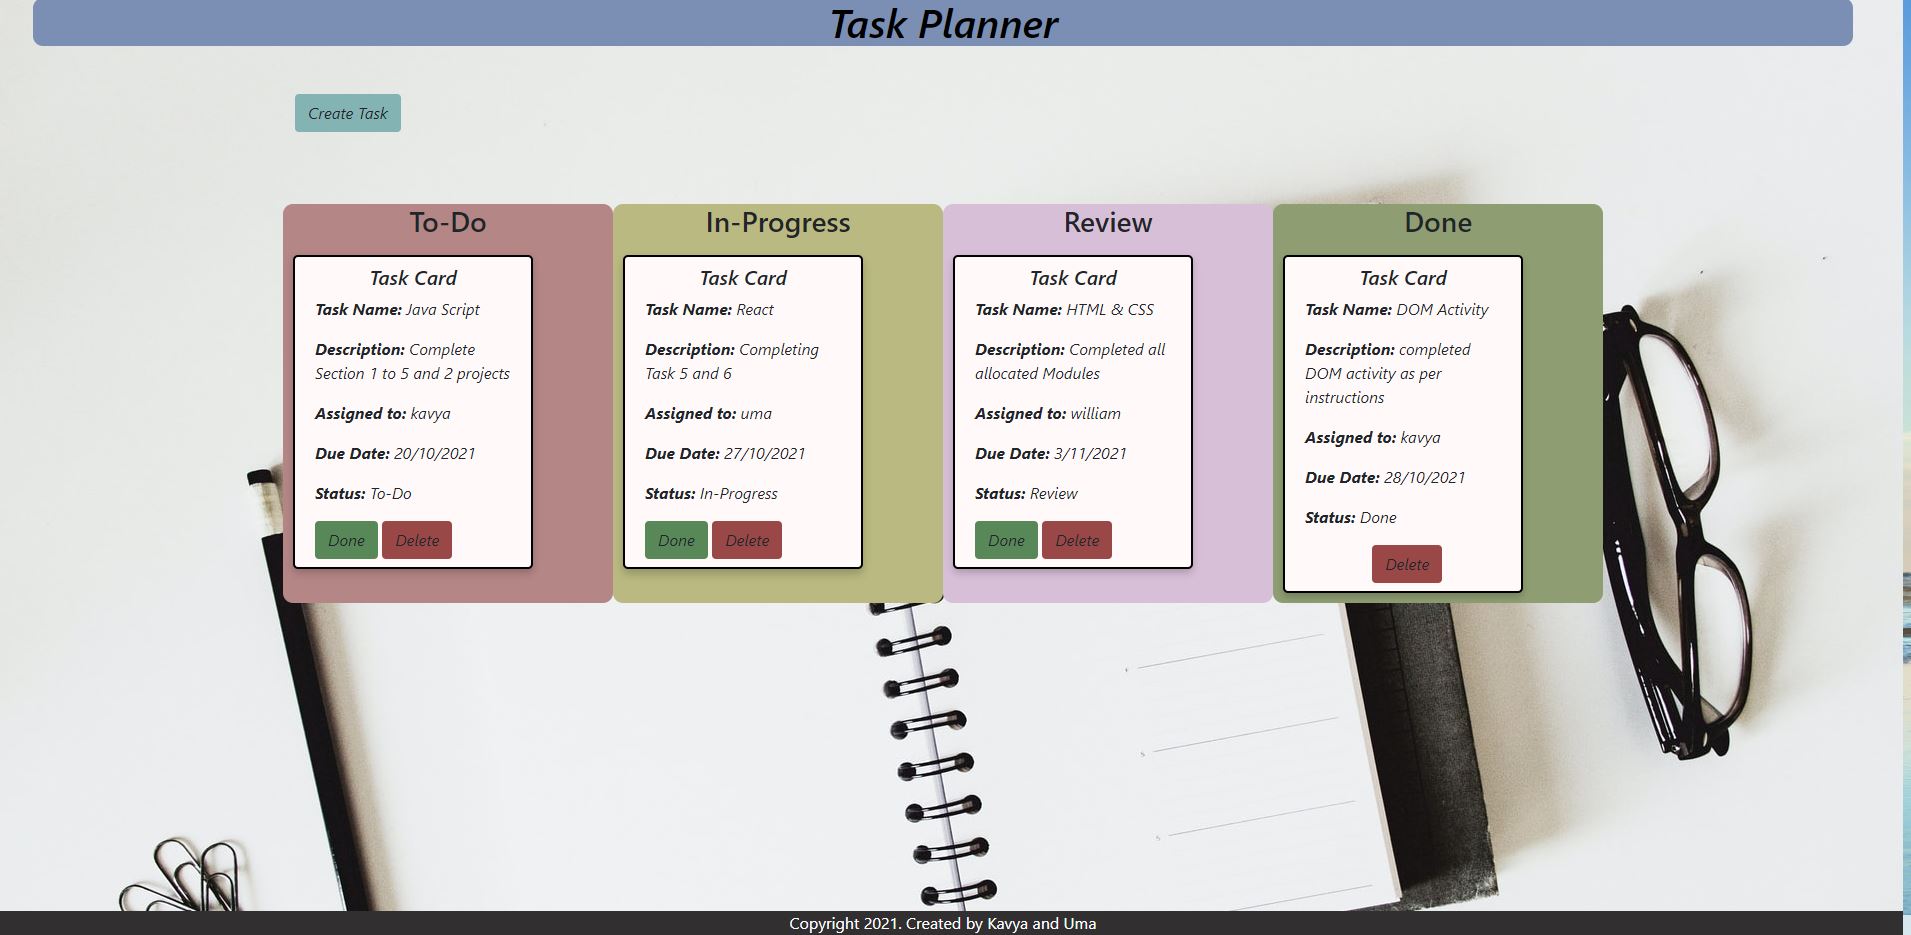 Task Planner
Create Task
To-Do
Task Card
Task Name: Java Script
Description: Complete
Section 1 to 5 and 2 projects
Assigned to: kavya
Due Date: 20/10/2021
Status: To-Do
Done Delete
In-Progress
Task Card
Task Name: React
Description: Completing
Task 5 and 6
Assigned to: uma
Due Date: 27/10/2021
Status: In-Progress
Done Delete
Review
Task Card
Task Name: HTML & CSS
Description: Completed all
allocated Modules
Assigned to: william
Due Date: 3/11/2021
Status: Review
Done Delete
Done
Task Card
Task Name: DOM Activity
Description: completed
DOM activity as per
instructions
Assigned to: kavya
Due Date: 28/10/2021
Status: Done
Delete
Copyright 2021. Created by Kavya and Uma